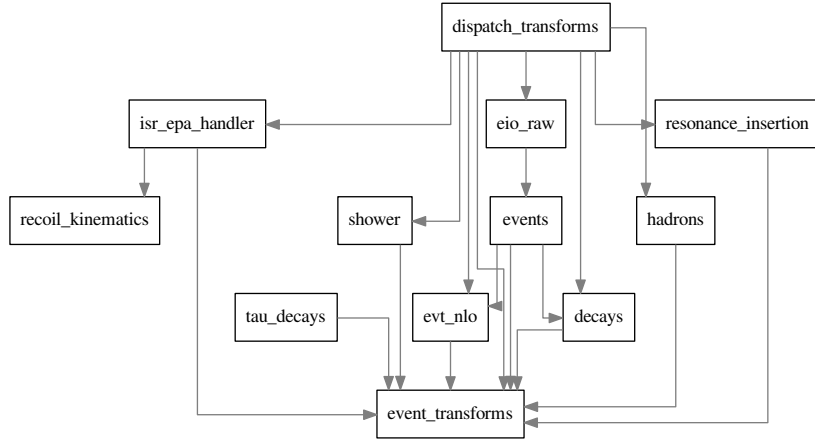 dispatch_transforms
isr_epa_handler
eio_raw
resonance_insertion
recoil_kinematics
shower
events
hadrons
tau_decays
evt_nlo
decays
event_transforms